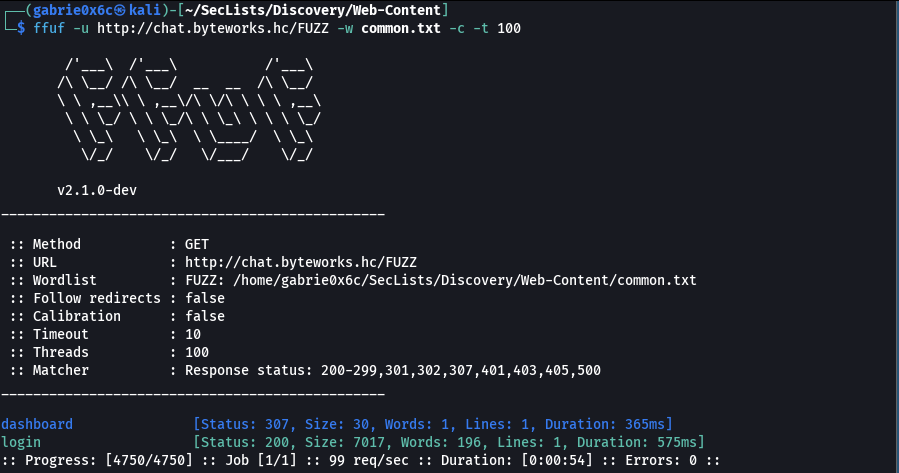 ┌──(gabrie0x6c㉿kali)-[~/SecLists/Discovery/Web-Content]
└─$ ffuf -u http://chat.byteworks.hc/FUZZ -w common.txt -c -t 100

        /'___\  /'___\           /'___\
       /\ \__/ /\ \__/  __  __  /\ \__/
       \ \ ,__\\ \ ,__\/\ \/\ \ \ \ ,__\
        \ \ \_/ \ \ \_/\ \ \_\ \ \ \ \_/
         \ \_\   \ \_\  \ \____/  \ \_\
          \/_/    \/_/   \/___/    \/_/

       v2.1.0-dev
________________________________________________

 :: Method           : GET
 :: URL              : http://chat.byteworks.hc/FUZZ
 :: Wordlist         : FUZZ: /home/gabrie0x6c/SecLists/Discovery/Web-Content/common.txt
 :: Follow redirects : false
 :: Calibration      : false
 :: Timeout          : 10
 :: Threads          : 100
 :: Matcher          : Response status: 200-299,301,302,307,401,403,405,500
________________________________________________

dashboard               [Status: 307, Size: 30, Words: 1, Lines: 1, Duration: 365ms]
login                   [Status: 200, Size: 7017, Words: 196, Lines: 1, Duration: 575ms]
:: Progress: [4750/4750] :: Job [1/1] :: 99 req/sec :: Duration: [0:00:54] :: Errors: 0 ::